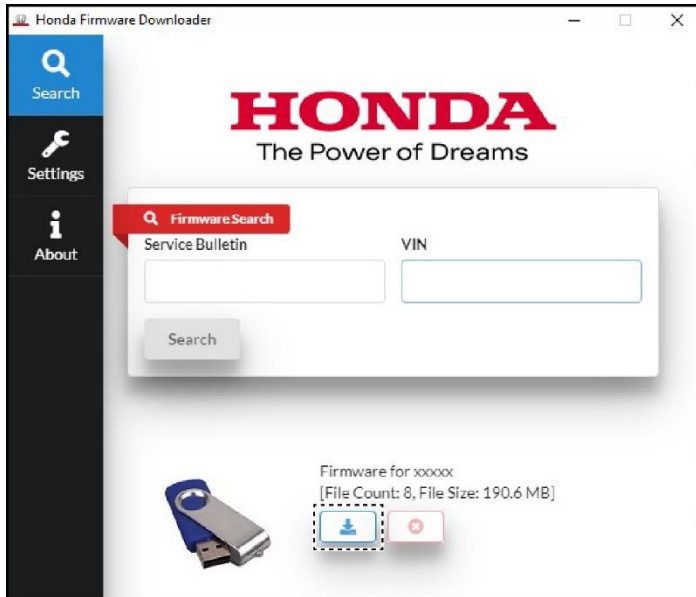 Honda Firmware Downloader
Search
Settings
About
HONDA
The Power of Dreams
Firmware Search
Service Bulletin
VIN
Search
Firmware for xxxxx
[File Count: 8, File Size: 190.6 MB]